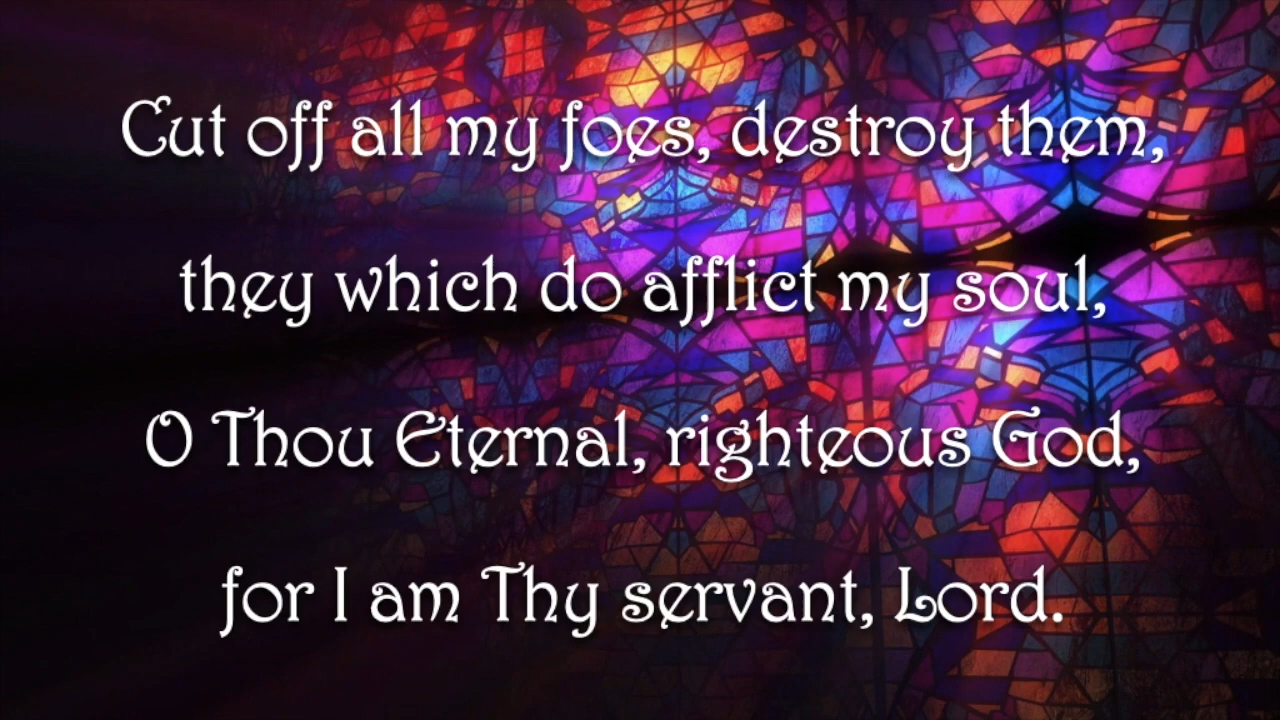 Cut off all my foes, destroy them,
they which do afflict my soul,
O Thou Eternal, righteous God,
for I am Thy servant, Lord.